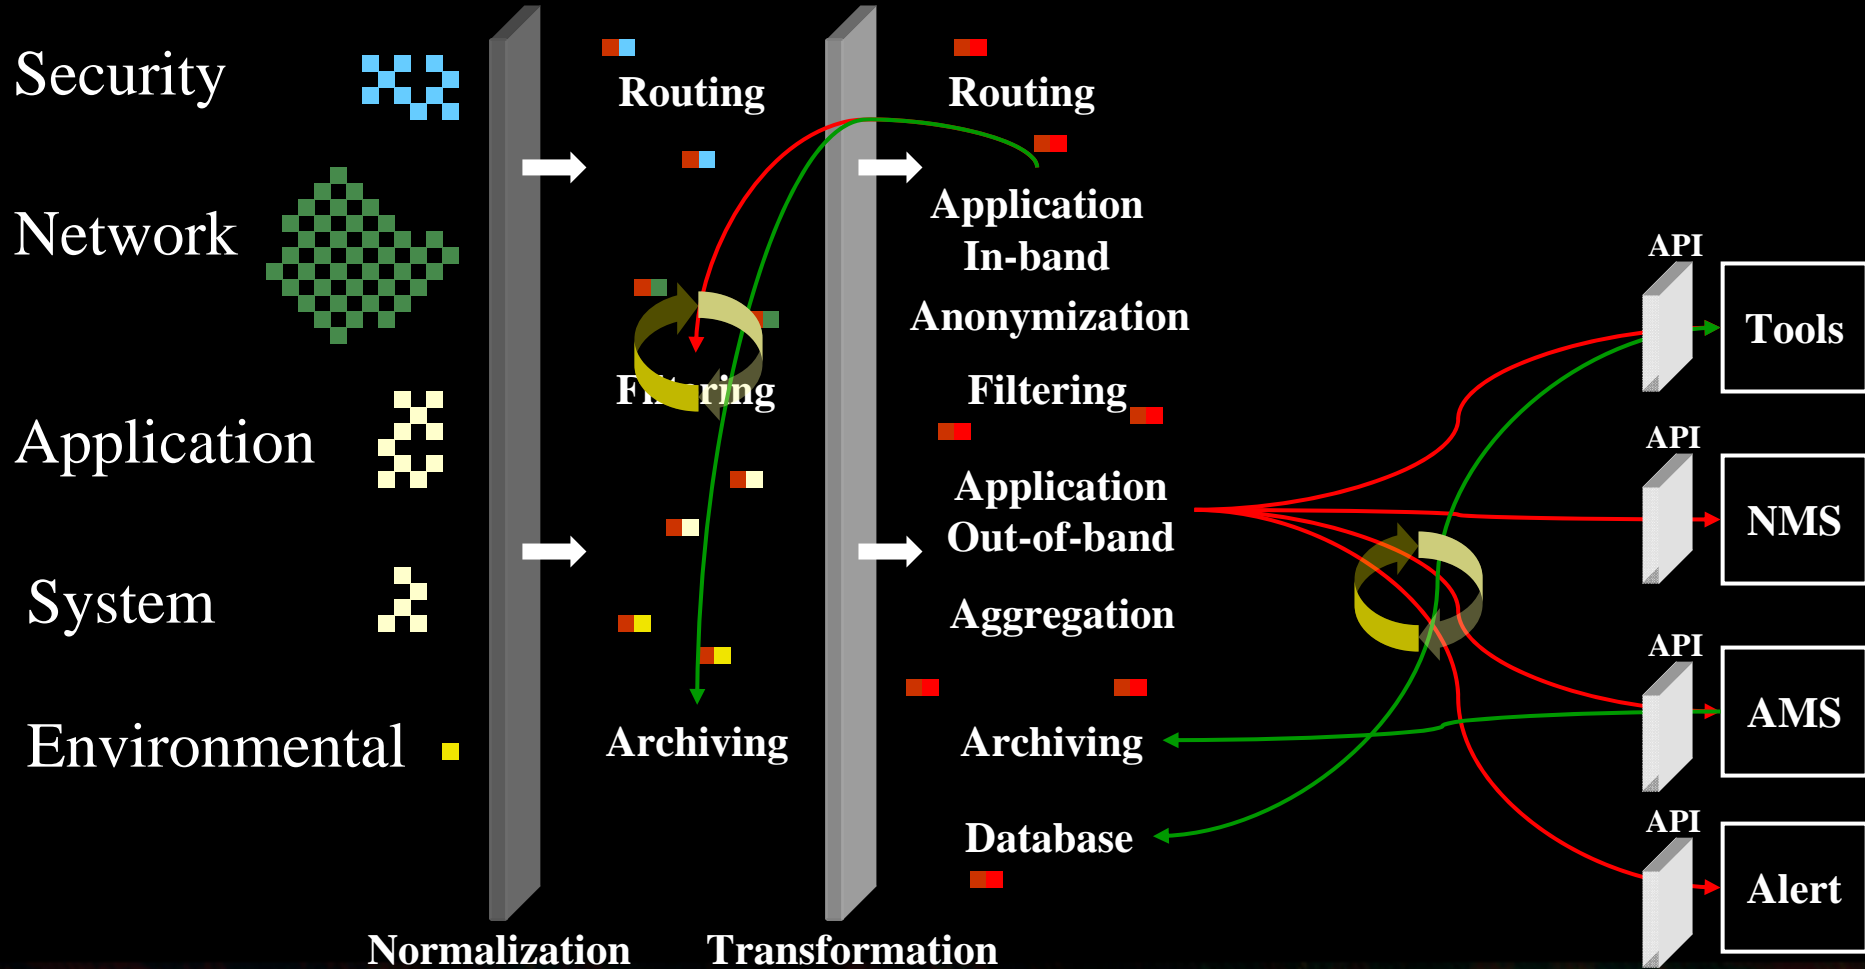 Security
Network
Application
System
Environmental
Normalization
Routing
Filtering
Archiving
Transformation
Routing
Application
In-band
Anonymization
Filtering
Application
Out-of-band
Aggregation
Archiving
Database
API
Tools
API
NMS
API
AMS
API
Alert